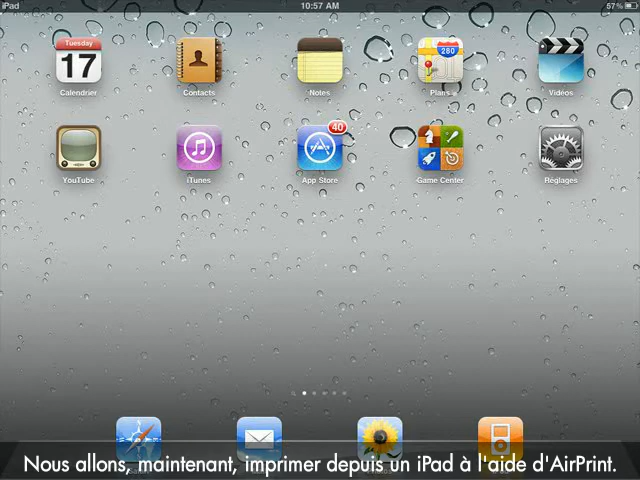 iPad
10:57 AM
57%
Tuesday
17
280
Calendrier
Contacts
Notes
Plans
Vidéos
40
YouTube
iTunes
App Store
Game Center
Réglages
Nous allons, maintenant, imprimer depuis un iPad à l'aide d'AirPrint.